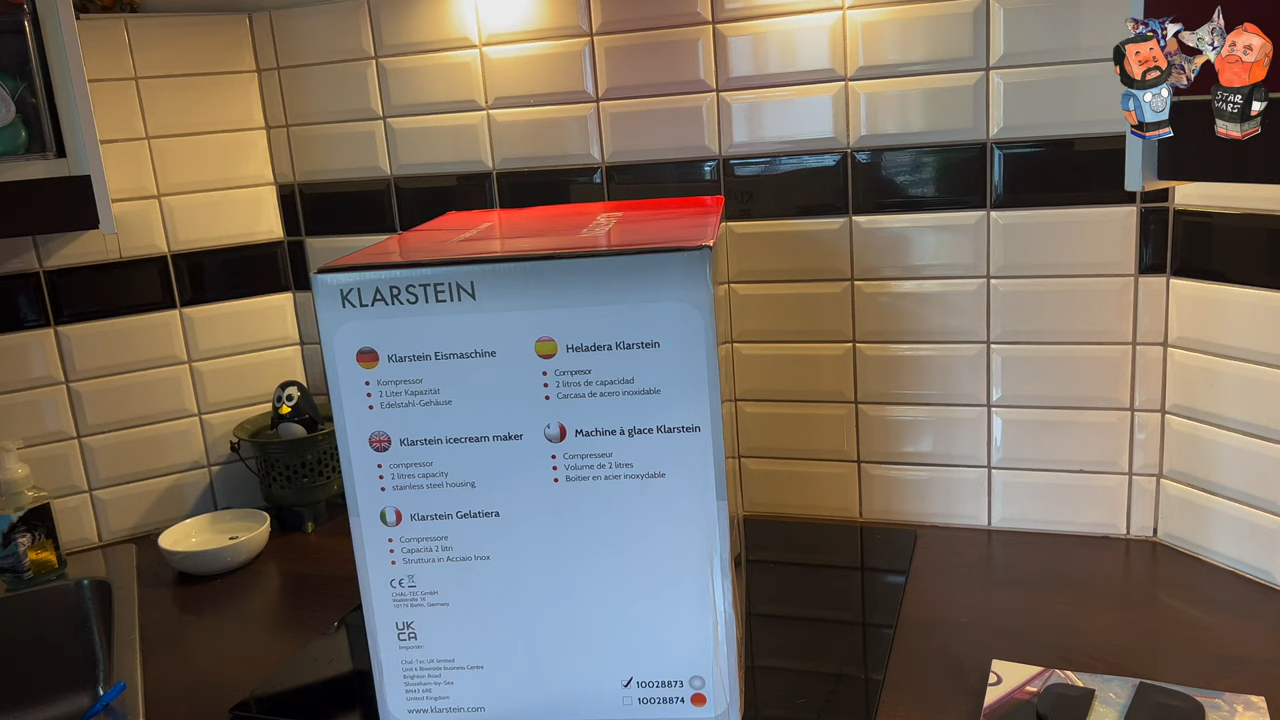 STAR
WARS
KLARSTEIN
KLARSTEIN
Klarstein Eismaschine
Kompressor
2 Liter Kapazität
Edelstahl-Gehäuse
Heladera Klarstein
Compresor
2 litros de capacidad
Carcasa de acero inoxidable
Klarstein icecream maker
compressor
2 litres capacity
stainless steel housing
Machine à glace Klarstein
Compresseur
Volume de 2 litres
Boitier en acier inoxydable
Klarstein Gelatiera
Compressore
Capacità 2 litri
Struttura in Acciaio Inox
CE
CHAL-TEC GmbH
Wallstraße 16
10179 Berlin, Germany
UK
CA
Importer:
Chal-Tec UK limited
Unit 6 Riverside business Centre
Brighton Road
Shoreham-by-Sea
BN43 6RE
United Kingdom
www.klarstein.com
10028873
10028874